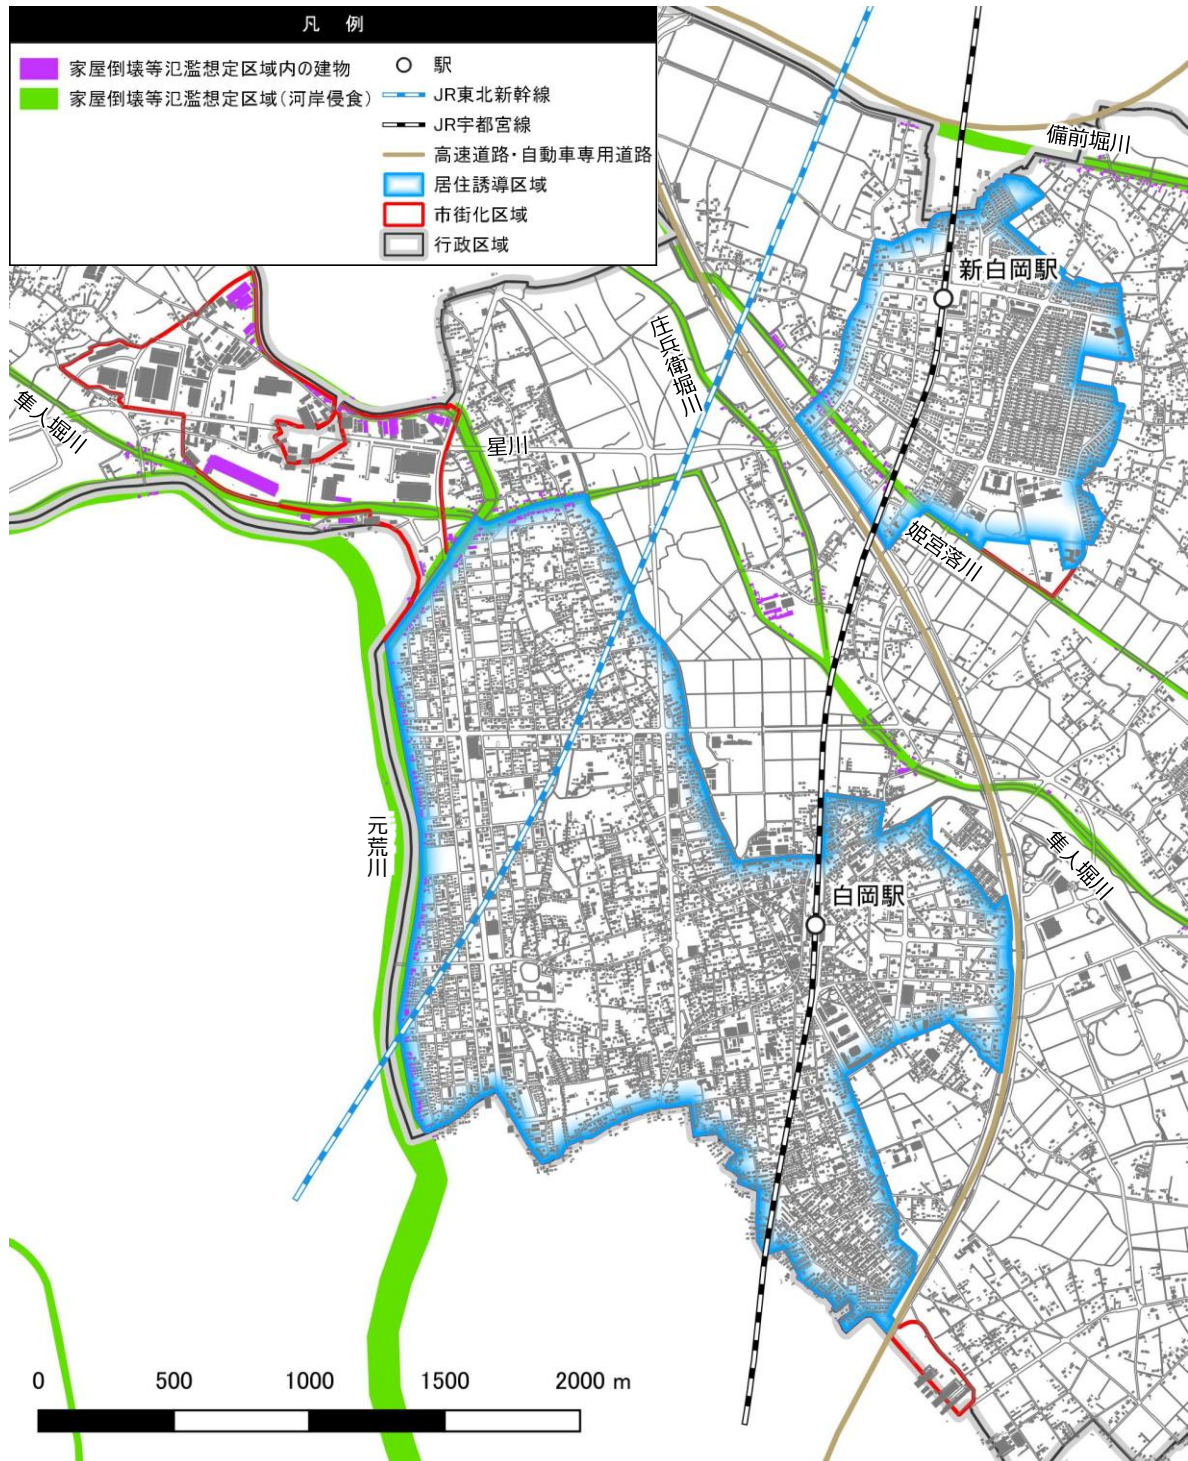 凡 例
家屋倒壊等氾濫想定区域内の建物
家屋倒壊等氾濫想定区域(河岸侵食)
駅
JR東北新幹線
JR宇都宮線
高速道路・自動車専用道路
居住誘導区域
市街化区域
行政区域
備前堀川
新白岡駅
庄兵衛堀川
隼人堀川
星川
姫宮落川
元荒川
隼人堀川
白岡駅
0 500 1000 1500 2000 m